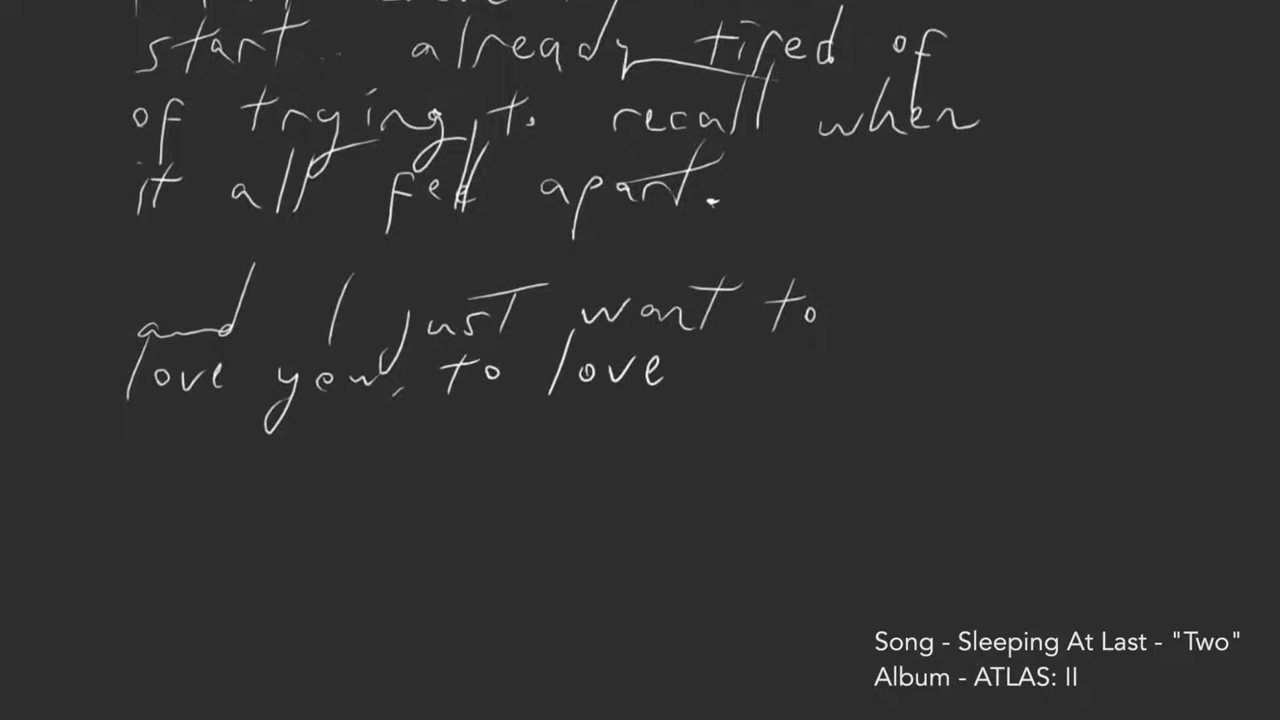 start already tired of
of trying to recall when
it all fell apart.
and I just want to
love you, to love
Song - Sleeping At Last - "Two"
Album - ATLAS: II